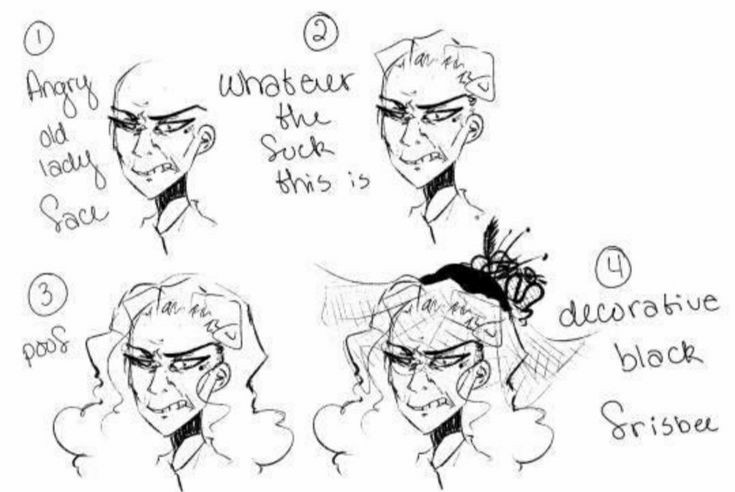 1
Angry
old
lady
face
2
whatever
the
fuck
this is
3
poof
4
decorative
black
frisbee